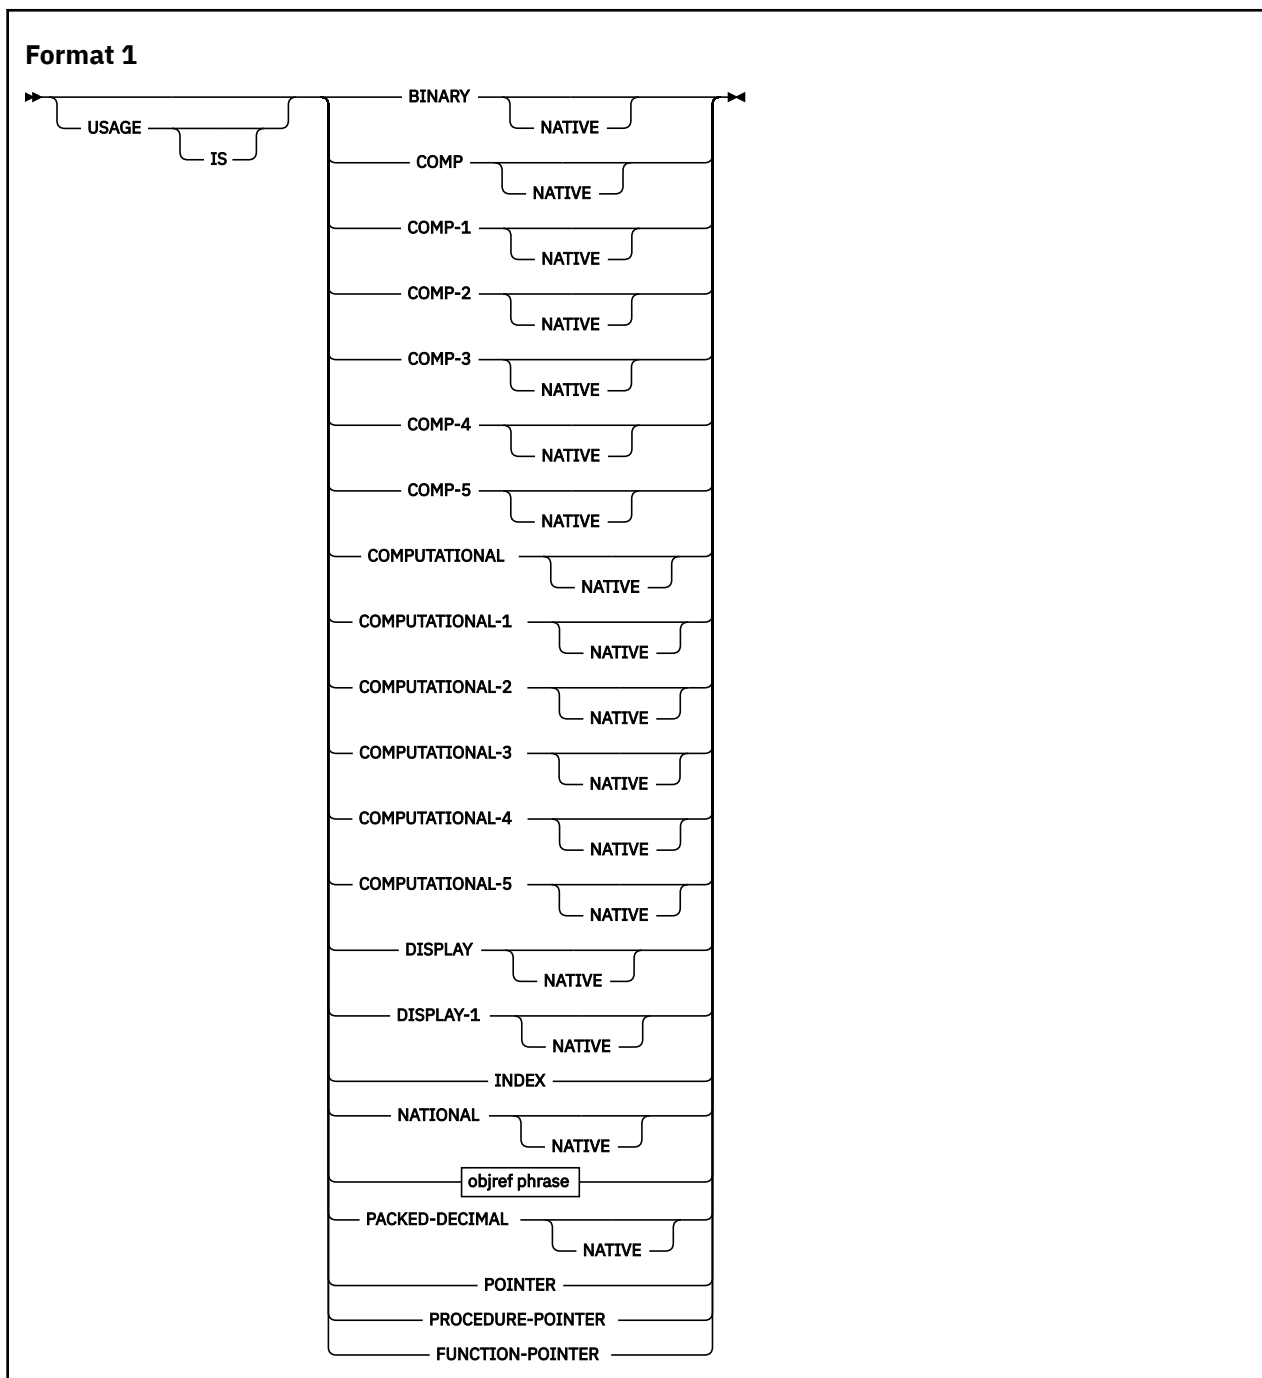 Format 1
BINARY
USAGE NATIVE
IS
COMP
NATIVE
COMP-1
NATIVE
COMP-2
NATIVE
COMP-3
NATIVE
COMP-4
NATIVE
COMP-5
NATIVE
COMPUTATIONAL
NATIVE
COMPUTATIONAL-1
NATIVE
COMPUTATIONAL-2
NATIVE
COMPUTATIONAL-3
NATIVE
COMPUTATIONAL-4
NATIVE
COMPUTATIONAL-5
NATIVE
DISPLAY
NATIVE
DISPLAY-1
NATIVE
INDEX
NATIONAL
NATIVE
objref phrase
PACKED-DECIMAL
NATIVE
POINTER
PROCEDURE-POINTER
FUNCTION-POINTER